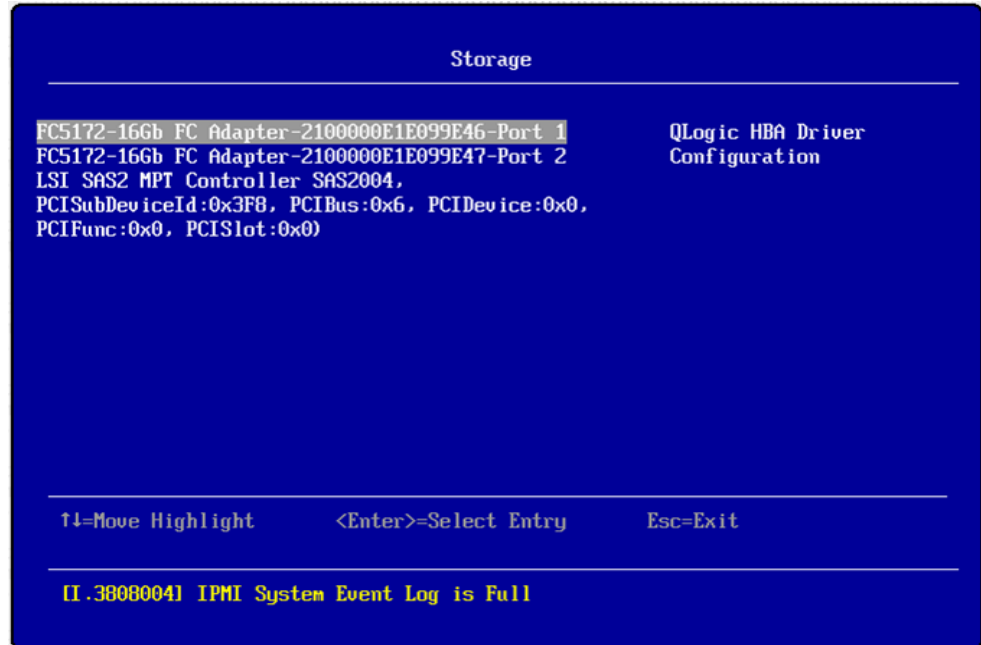 Storage
FC5172-16Gb FC Adapter-2100000E1E099E46-Port 1
QLogic HBA Driver
FC5172-16Gb FC Adapter-2100000E1E099E47-Port 2
Configuration
LSI SAS2 MPT Controller SAS2004,
PCISubDeviceId:0x3F8, PCIBus:0x6, PCIDevice:0x0,
PCIFunc:0x0, PCISlot:0x0)
↑↓=Move Highlight
<Enter>=Select Entry
Esc=Exit
[I.3808004] IPMI System Event Log is Full